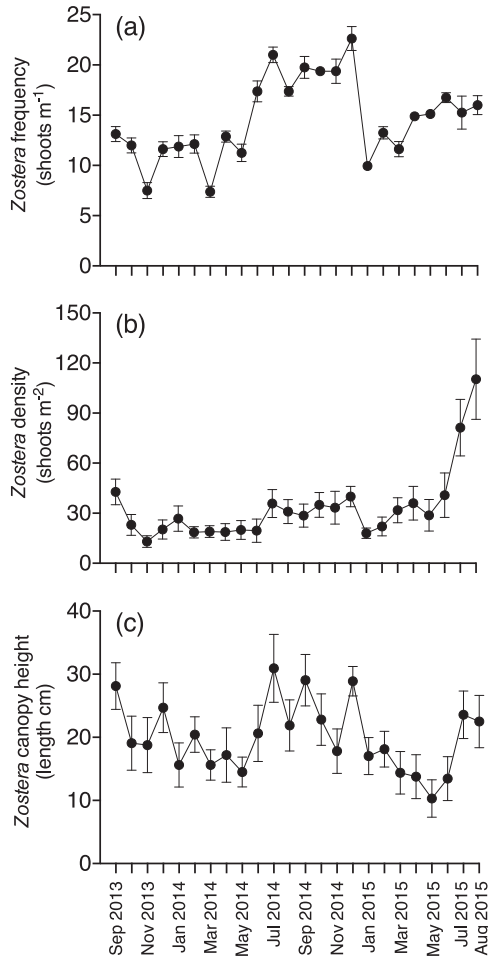 (a)
25
20
15
10
5
0
Zostera frequency
(shoots m-1)
(b)
150
120
90
60
30
0
Zostera density
(shoots m-2)
(c)
40
30
20
10
0
Zostera canopy height
(length cm)
Sep 2013
Nov 2013
Jan 2014
Mar 2014
May 2014
Jul 2014
Sep 2014
Nov 2014
Jan 2015
Mar 2015
May 2015
Jul 2015
Aug 2015